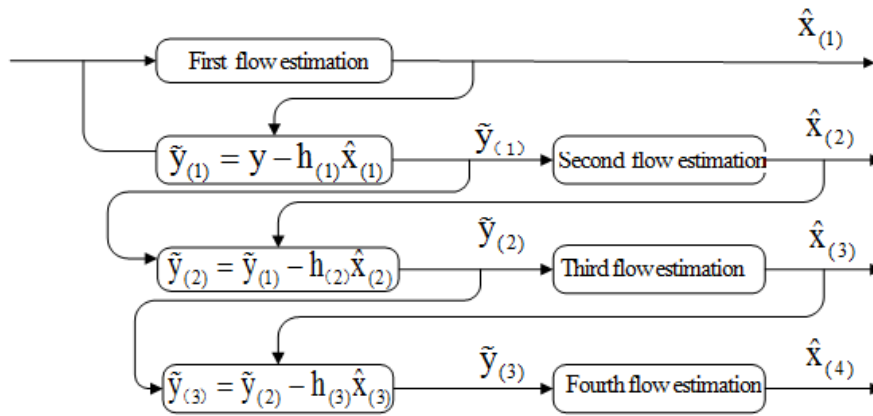 x̂₍₁₎
First flow estimation
ỹ₍₁₎ = y − h₍₁₎x̂₍₁₎
ỹ₍₁₎
Second flow estimation
x̂₍₂₎
ỹ₍₂₎ = ỹ₍₁₎ − h₍₂₎x̂₍₂₎
ỹ₍₂₎
Third flow estimation
x̂₍₃₎
ỹ₍₃₎ = ỹ₍₂₎ − h₍₃₎x̂₍₃₎
ỹ₍₃₎
Fourth flow estimation
x̂₍₄₎